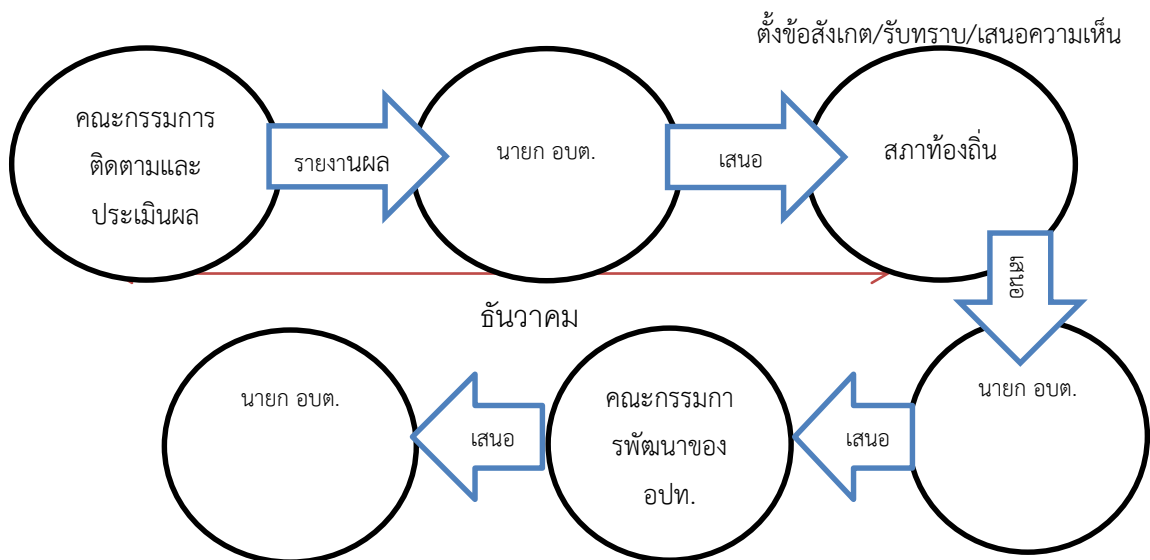 ตั้งข้อสังเกต/รับทราบ/เสนอความเห็น
คณะกรรมการ
ติดตามและ
ประเมินผล
รายงานผล
นายก อบต.
เสนอ
สภาท้องถิ่น
เสนอ
ธันวาคม
นายก อบต.
เสนอ
คณะกรรมกา
รพัฒนาของ
อปท.
เสนอ
นายก อบต.